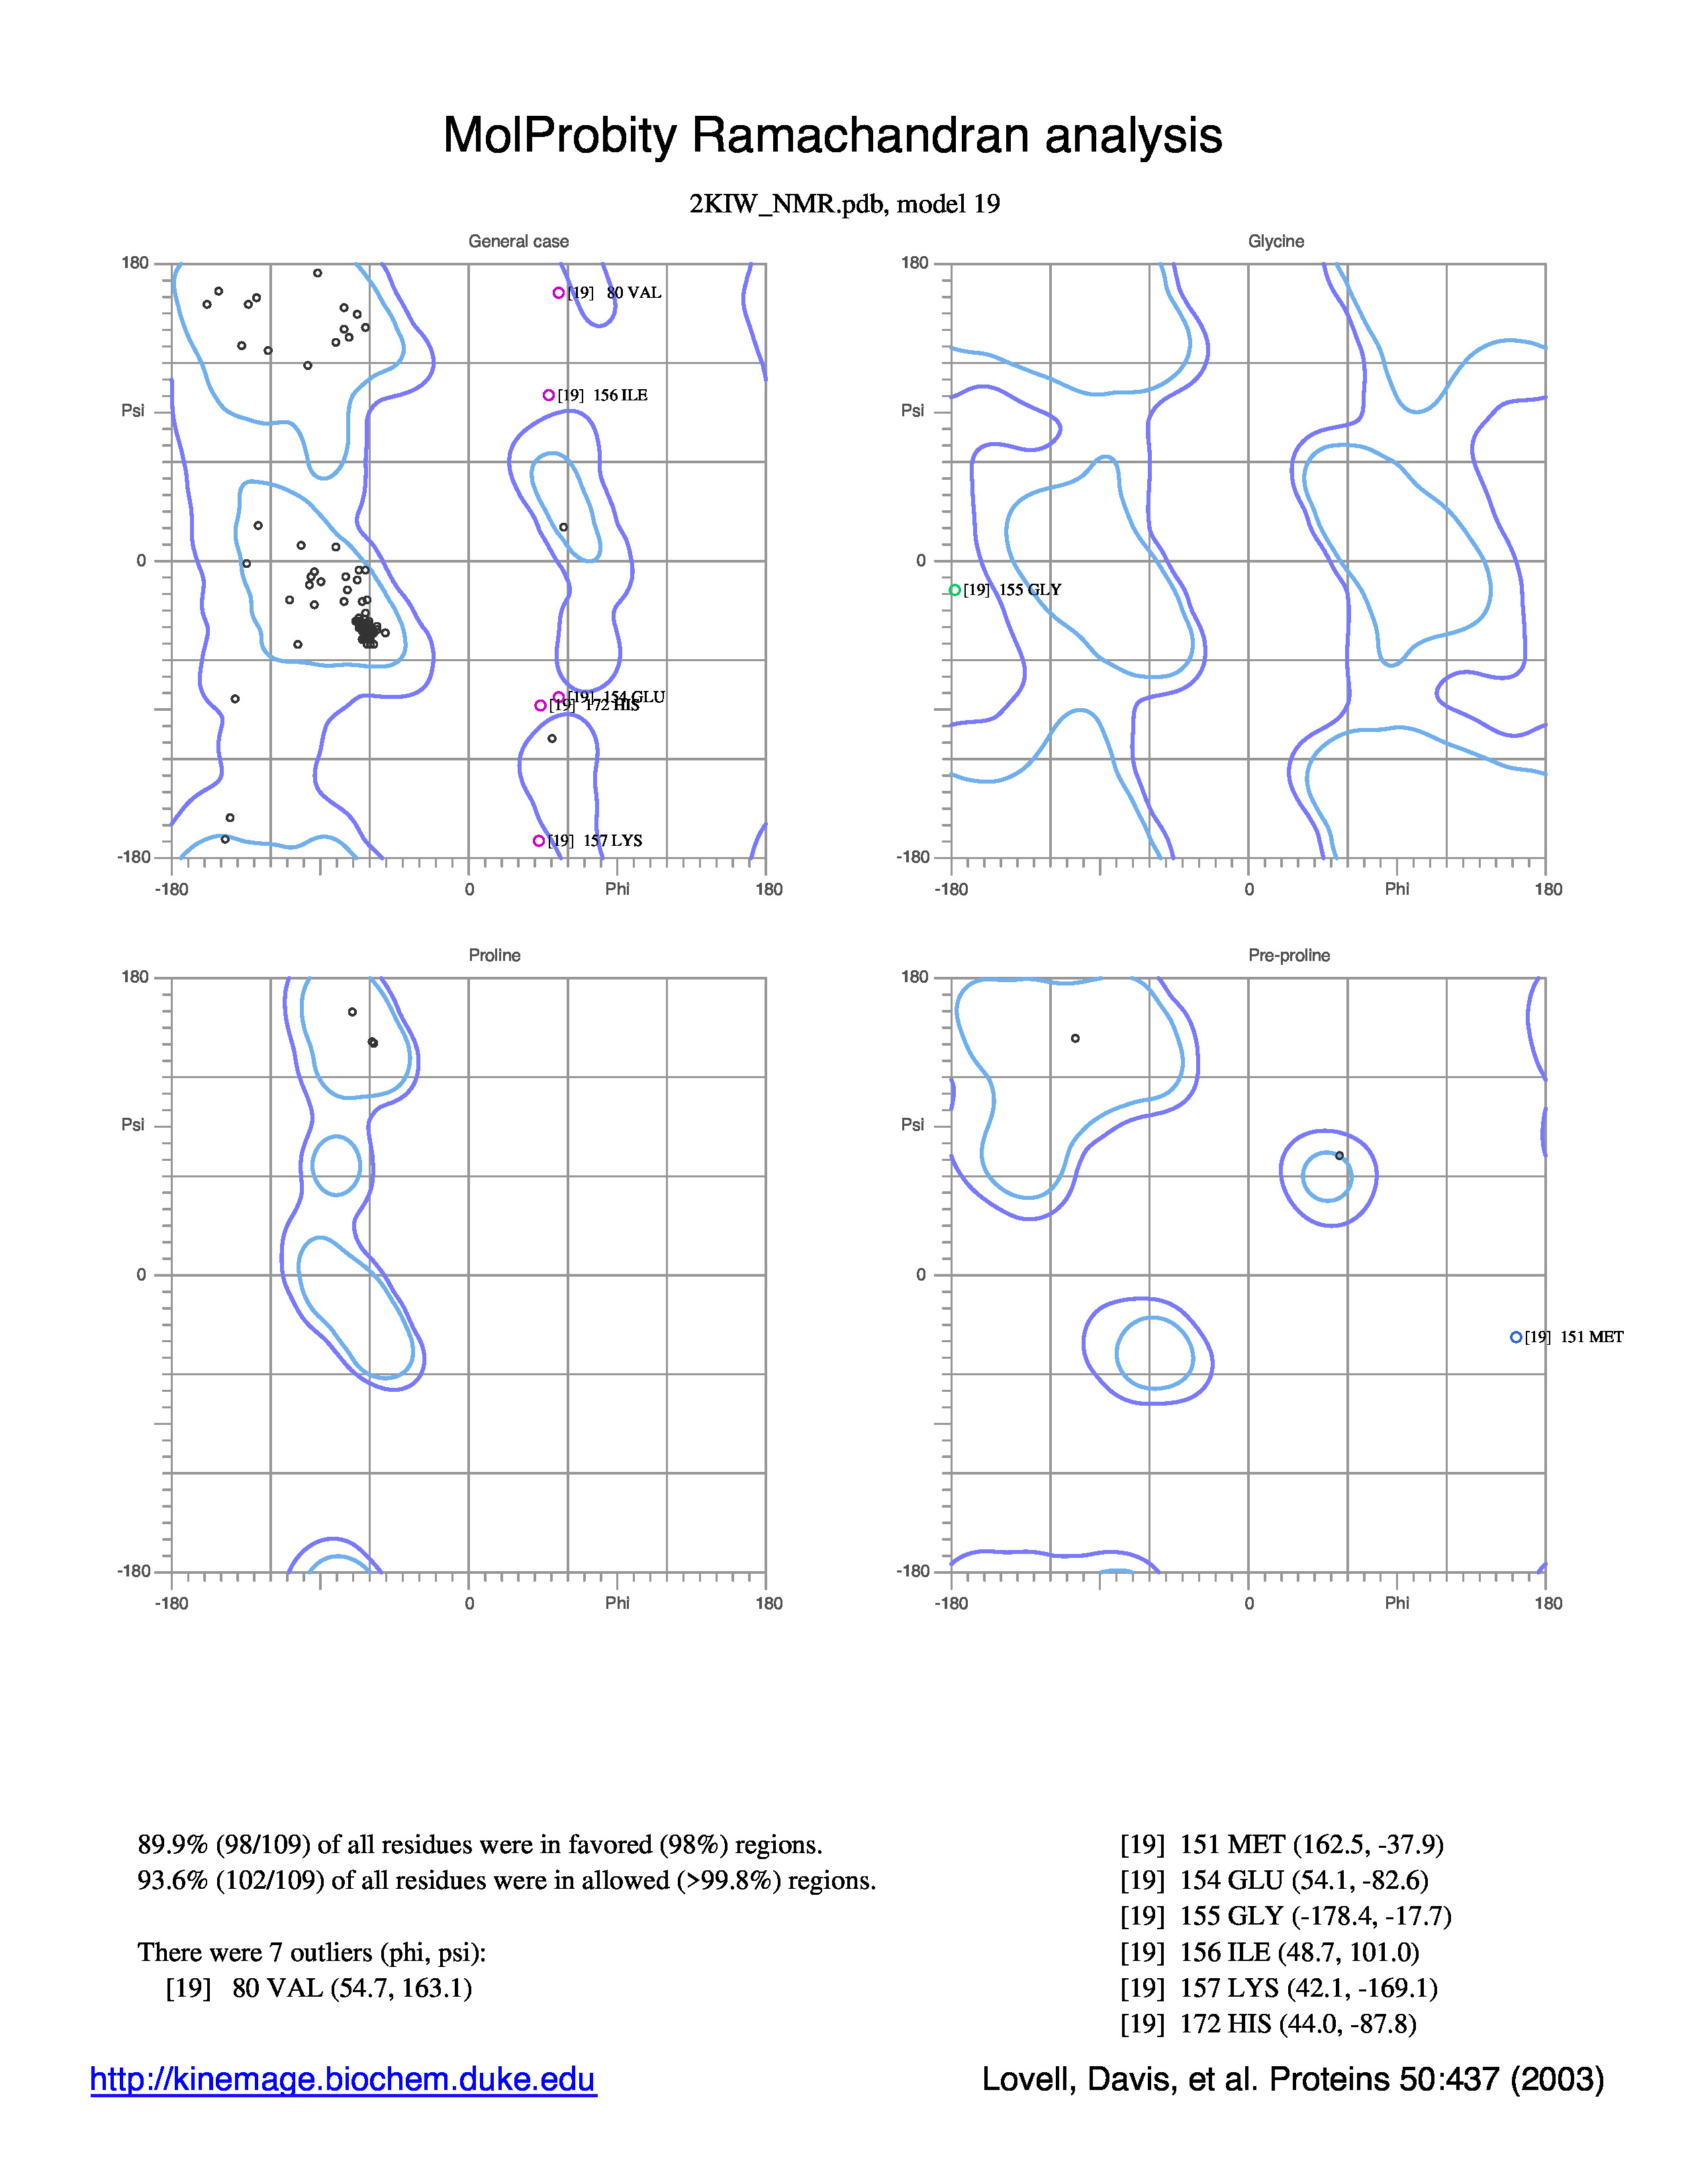 MolProbity Ramachandran analysis
2KIW_NMR.pdb, model 19
General case
180
Psi
0
-180
-180
0
Phi
180
[19] 80 VAL
[19] 156 ILE
[19] 154 GLU
[19] 172 HIS
[19] 157 LYS
Glycine
180
Psi
0
-180
-180
0
Phi
180
[19] 155 GLY
Proline
180
Psi
0
-180
-180
0
Phi
180
Pre-proline
180
Psi
0
-180
-180
0
Phi
180
[19] 151 MET
89.9% (98/109) of all residues were in favored (98%) regions.
93.6% (102/109) of all residues were in allowed (>99.8%) regions.
There were 7 outliers (phi, psi):
[19] 80 VAL (54.7, 163.1)
[19] 151 MET (162.5, -37.9)
[19] 154 GLU (54.1, -82.6)
[19] 155 GLY (-178.4, -17.7)
[19] 156 ILE (48.7, 101.0)
[19] 157 LYS (42.1, -169.1)
[19] 172 HIS (44.0, -87.8)
http://kinemage.biochem.duke.edu
Lovell, Davis, et al. Proteins 50:437 (2003)